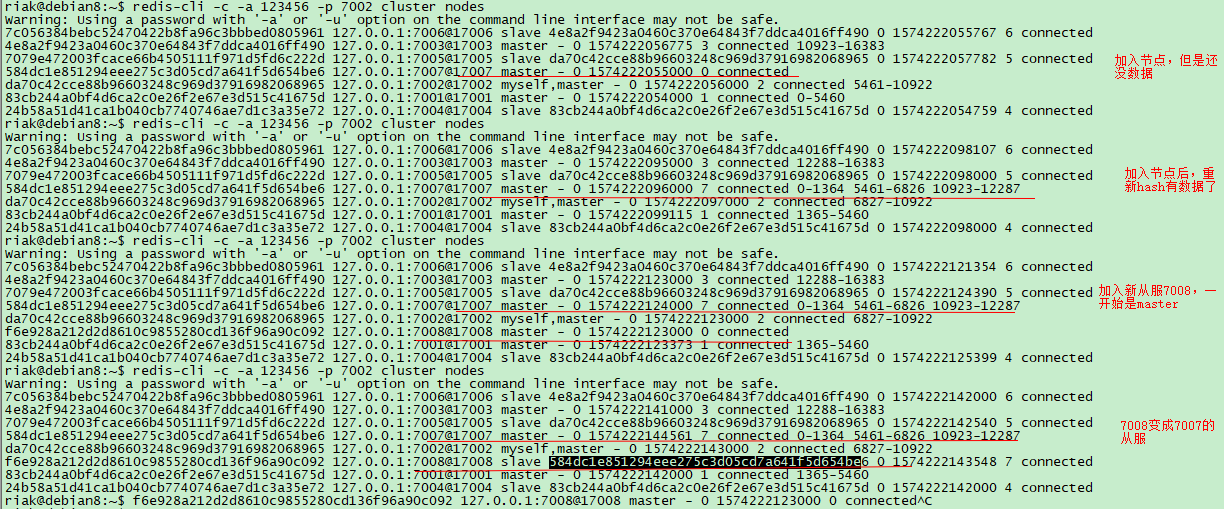 riak@debian8:~$ redis-cli -c -a 123456 -p 7002 cluster nodes
Warning: Using a password with '-a' or '-u' option on the command line interface may not be safe.
7c056384bebc52470422b8fa96c3bbbed0805961 127.0.0.1:7006@17006 slave 4e8a2f9423a0460c370e64843f7ddca4016ff490 0 1574222055767 6 connected
4e8a2f9423a0460c370e64843f7ddca4016ff490 127.0.0.1:7003@17003 master - 0 1574222056775 3 connected 10923-16383
7079e472003fcace66b4505111f971d5fd6c222d 127.0.0.1:7005@17005 slave da70c42cce88b96603248c969d37916982068965 0 1574222057782 5 connected
加入节点，但是还
没数据
584dc1e851294eee275c3d05cd7a641f5d654be6 127.0.0.1:7007@17007 master - 0 1574222055000 0 connected
da70c42cce88b96603248c969d37916982068965 127.0.0.1:7002@17002 myself,master - 0 1574222056000 2 connected 5461-10922
83cb244a0bf4d6ca2c0e26f2e67e3d515c41675d 127.0.0.1:7001@17001 master - 0 1574222054000 1 connected 0-5460
24b58a51d41ca1b040cb7740746ae7d1c3a35e72 127.0.0.1:7004@17004 slave 83cb244a0bf4d6ca2c0e26f2e67e3d515c41675d 0 1574222054759 4 connected
riak@debian8:~$ redis-cli -c -a 123456 -p 7002 cluster nodes
Warning: Using a password with '-a' or '-u' option on the command line interface may not be safe.
7c056384bebc52470422b8fa96c3bbbed0805961 127.0.0.1:7006@17006 slave 4e8a2f9423a0460c370e64843f7ddca4016ff490 0 1574222098107 6 connected
4e8a2f9423a0460c370e64843f7ddca4016ff490 127.0.0.1:7003@17003 master - 0 1574222095000 3 connected 12288-16383
7079e472003fcace66b4505111f971d5fd6c222d 127.0.0.1:7005@17005 slave da70c42cce88b96603248c969d37916982068965 0 1574222098000 5 connected
加入节点后，重
新hash有数据了
584dc1e851294eee275c3d05cd7a641f5d654be6 127.0.0.1:7007@17007 master - 0 1574222096000 7 connected 0-1364 5461-6826 10923-12287
da70c42cce88b96603248c969d37916982068965 127.0.0.1:7002@17002 myself,master - 0 1574222097000 2 connected 6827-10922
83cb244a0bf4d6ca2c0e26f2e67e3d515c41675d 127.0.0.1:7001@17001 master - 0 1574222099115 1 connected 1365-5460
24b58a51d41ca1b040cb7740746ae7d1c3a35e72 127.0.0.1:7004@17004 slave 83cb244a0bf4d6ca2c0e26f2e67e3d515c41675d 0 1574222098000 4 connected
riak@debian8:~$ redis-cli -c -a 123456 -p 7002 cluster nodes
Warning: Using a password with '-a' or '-u' option on the command line interface may not be safe.
7c056384bebc52470422b8fa96c3bbbed0805961 127.0.0.1:7006@17006 slave 4e8a2f9423a0460c370e64843f7ddca4016ff490 0 1574222121354 6 connected
4e8a2f9423a0460c370e64843f7ddca4016ff490 127.0.0.1:7003@17003 master - 0 1574222123000 3 connected 12288-16383
7079e472003fcace66b4505111f971d5fd6c222d 127.0.0.1:7005@17005 slave da70c42cce88b96603248c969d37916982068965 0 1574222124390 5 connected
加入新从服7008，一
开始是master
584dc1e851294eee275c3d05cd7a641f5d654be6 127.0.0.1:7007@17007 master - 0 1574222124000 7 connected 0-1364 5461-6826 10923-12287
da70c42cce88b96603248c969d37916982068965 127.0.0.1:7002@17002 myself,master - 0 1574222123000 2 connected 6827-10922
f6e928a212d2d8610c9855280cd136f96a90c092 127.0.0.1:7008@17008 master - 0 1574222123000 0 connected
83cb244a0bf4d6ca2c0e26f2e67e3d515c41675d 127.0.0.1:7001@17001 master - 0 1574222123373 1 connected 1365-5460
24b58a51d41ca1b040cb7740746ae7d1c3a35e72 127.0.0.1:7004@17004 slave 83cb244a0bf4d6ca2c0e26f2e67e3d515c41675d 0 1574222125399 4 connected
riak@debian8:~$ redis-cli -c -a 123456 -p 7002 cluster nodes
Warning: Using a password with '-a' or '-u' option on the command line interface may not be safe.
7c056384bebc52470422b8fa96c3bbbed0805961 127.0.0.1:7006@17006 slave 4e8a2f9423a0460c370e64843f7ddca4016ff490 0 1574222142000 6 connected
4e8a2f9423a0460c370e64843f7ddca4016ff490 127.0.0.1:7003@17003 master - 0 1574222141000 3 connected 12288-16383
7079e472003fcace66b4505111f971d5fd6c222d 127.0.0.1:7005@17005 slave da70c42cce88b96603248c969d37916982068965 0 1574222142540 5 connected
7008变成7007的
从服
584dc1e851294eee275c3d05cd7a641f5d654be6 127.0.0.1:7007@17007 master - 0 1574222144561 7 connected 0-1364 5461-6826 10923-12287
da70c42cce88b96603248c969d37916982068965 127.0.0.1:7002@17002 myself,master - 0 1574222143000 2 connected 6827-10922
f6e928a212d2d8610c9855280cd136f96a90c092 127.0.0.1:7008@17008 slave 584dc1e851294eee275c3d05cd7a641f5d654be6 0 1574222143548 7 connected
83cb244a0bf4d6ca2c0e26f2e67e3d515c41675d 127.0.0.1:7001@17001 master - 0 1574222142000 1 connected 1365-5460
24b58a51d41ca1b040cb7740746ae7d1c3a35e72 127.0.0.1:7004@17004 slave 83cb244a0bf4d6ca2c0e26f2e67e3d515c41675d 0 1574222142000 4 connected
riak@debian8:~$ f6e928a212d2d8610c9855280cd136f96a90c092 127.0.0.1:7008@17008 master - 0 1574222123000 0 connected^C